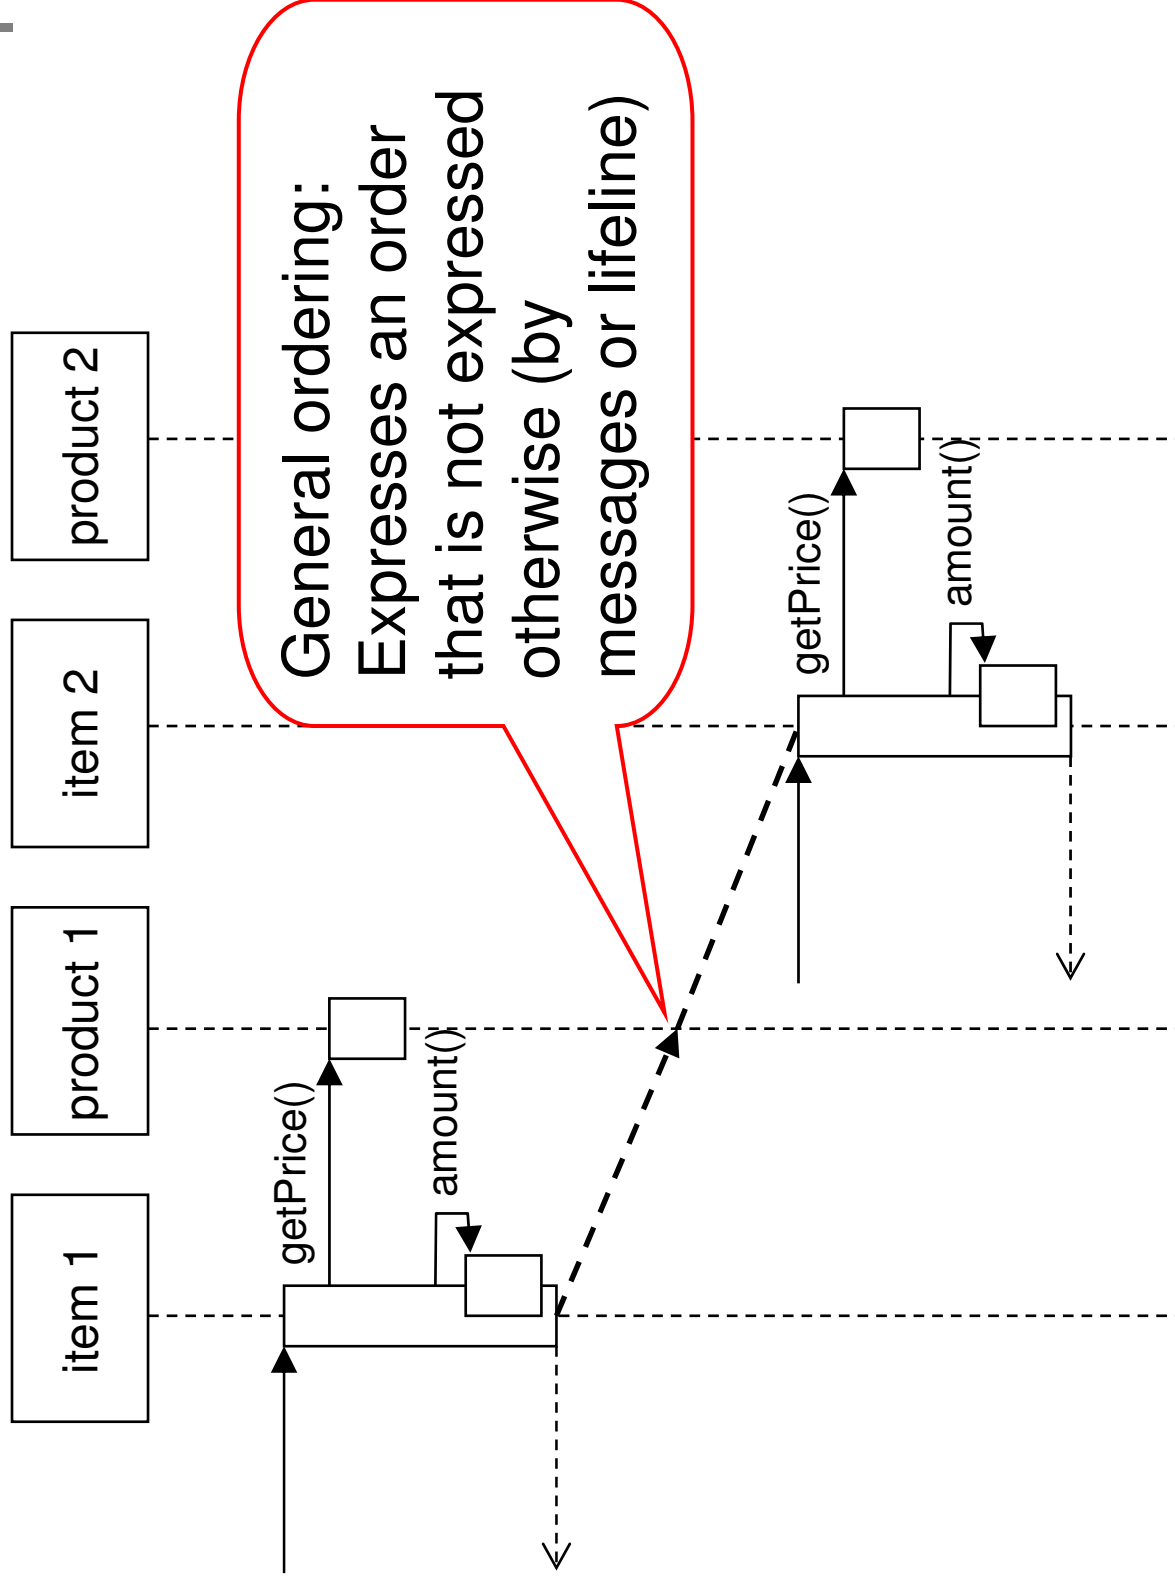 item 1
product 1
item 2
product 2
General ordering:
Expresses an order
that is not expressed
otherwise (by
messages or lifeline)
getPrice()
amount()
getPrice()
amount()